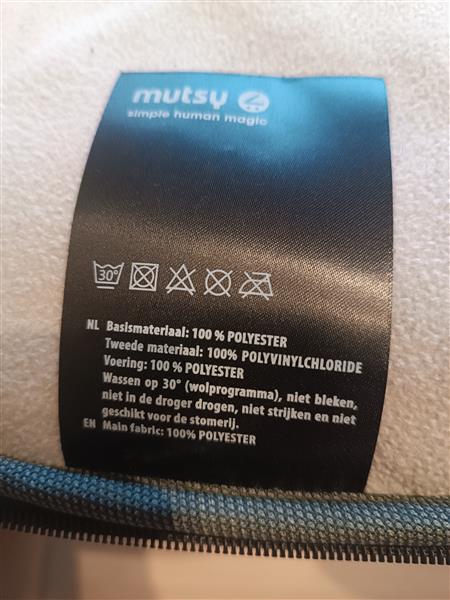 mutsy
simple human magic
30°
NL Basismateriaal: 100 % POLYESTER
Tweede materiaal: 100% POLYVINYLCHLORIDE
Voering: 100 % POLYESTER
Wassen op 30° (wolprogramma), niet bleken,
niet in de droger drogen, niet strijken en niet
geschikt voor de stomerij.
EN Main fabric: 100% POLYESTER